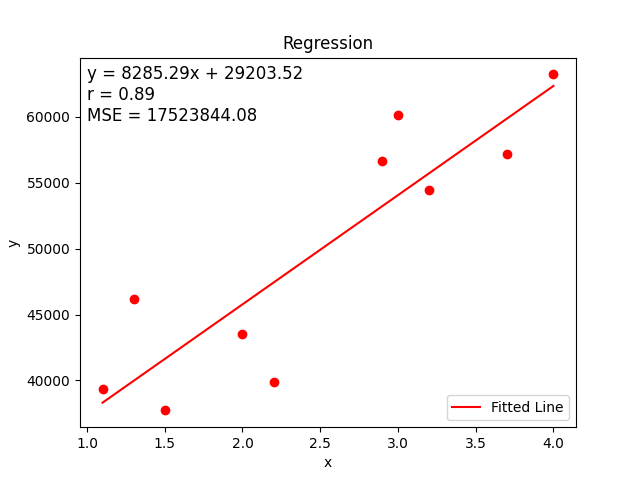 Regression
y = 8285.29x + 29203.52
r = 0.89
MSE = 17523844.08
60000
55000
50000
45000
40000
y
1.0 1.5 2.0 2.5 3.0 3.5 4.0
x
Fitted Line